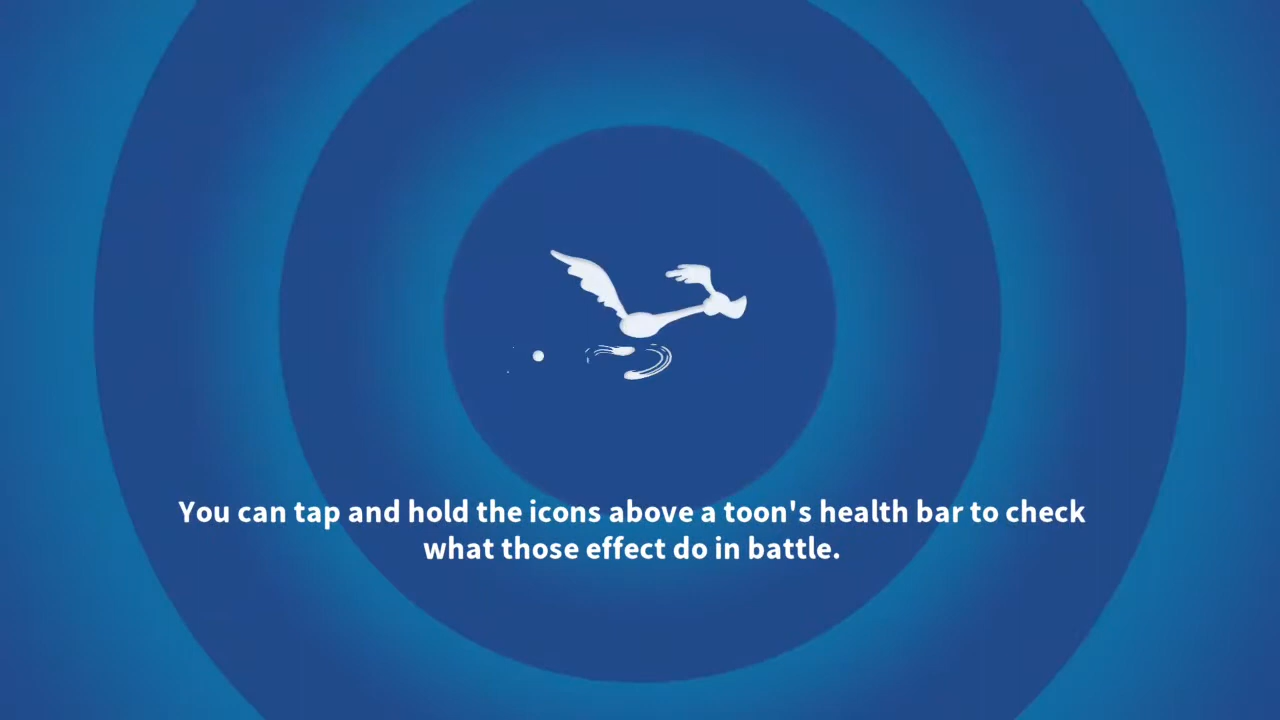 You can tap and hold the icons above a toon's health bar to check
what those effect do in battle.